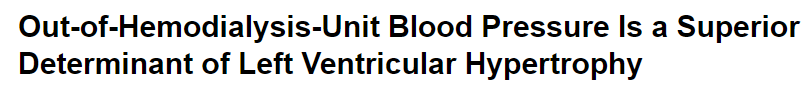 Out-of-Hemodialysis-Unit Blood Pressure Is a Superior
Determinant of Left Ventricular Hypertrophy